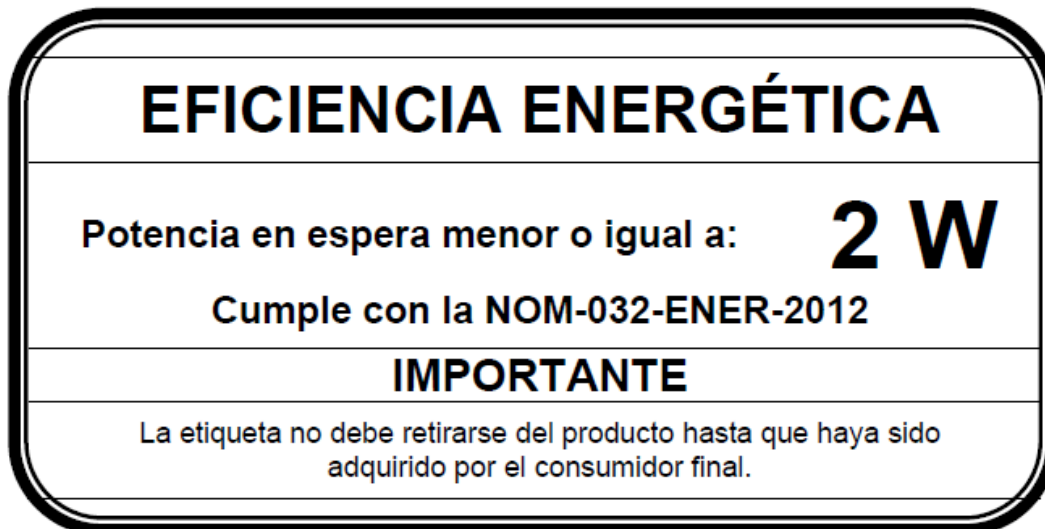 EFICIENCIA ENERGÉTICA
Potencia en espera menor o igual a: 2 W
Cumple con la NOM-032-ENER-2012
IMPORTANTE
La etiqueta no debe retirarse del producto hasta que haya sido
adquirido por el consumidor final.